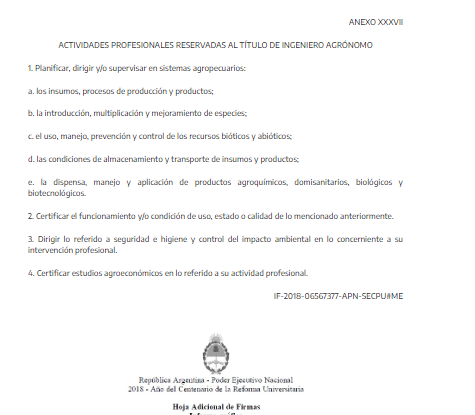 ANEXO XXXVII
ACTIVIDADES PROFESIONALES RESERVADAS AL TÍTULO DE INGENIERO AGRÓNOMO
1. Planificar, dirigir y/o supervisar en sistemas agropecuarios:
a. los insumos, procesos de producción y productos;
b. la introducción, multiplicación y mejoramiento de especies;
c. el uso, manejo, prevención y control de los recursos bióticos y abióticos;
d. las condiciones de almacenamiento y transporte de insumos y productos;
e. la dispensa, manejo y aplicación de productos agroquímicos, domisanitarios, biológicos y
biotecnológicos.
2. Certificar el funcionamiento y/o condición de uso, estado o calidad de lo mencionado anteriormente.
3. Dirigir lo referido a seguridad e higiene y control del impacto ambiental en lo concerniente a su
intervención profesional.
4. Certificar estudios agroeconómicos en lo referido a su actividad profesional.
IF-2018-06567377-APN-SECPU#ME
República Argentina - Poder Ejecutivo Nacional
2018 - Año del Centenario de la Reforma Universitaria
Hoja Adicional de Firmas